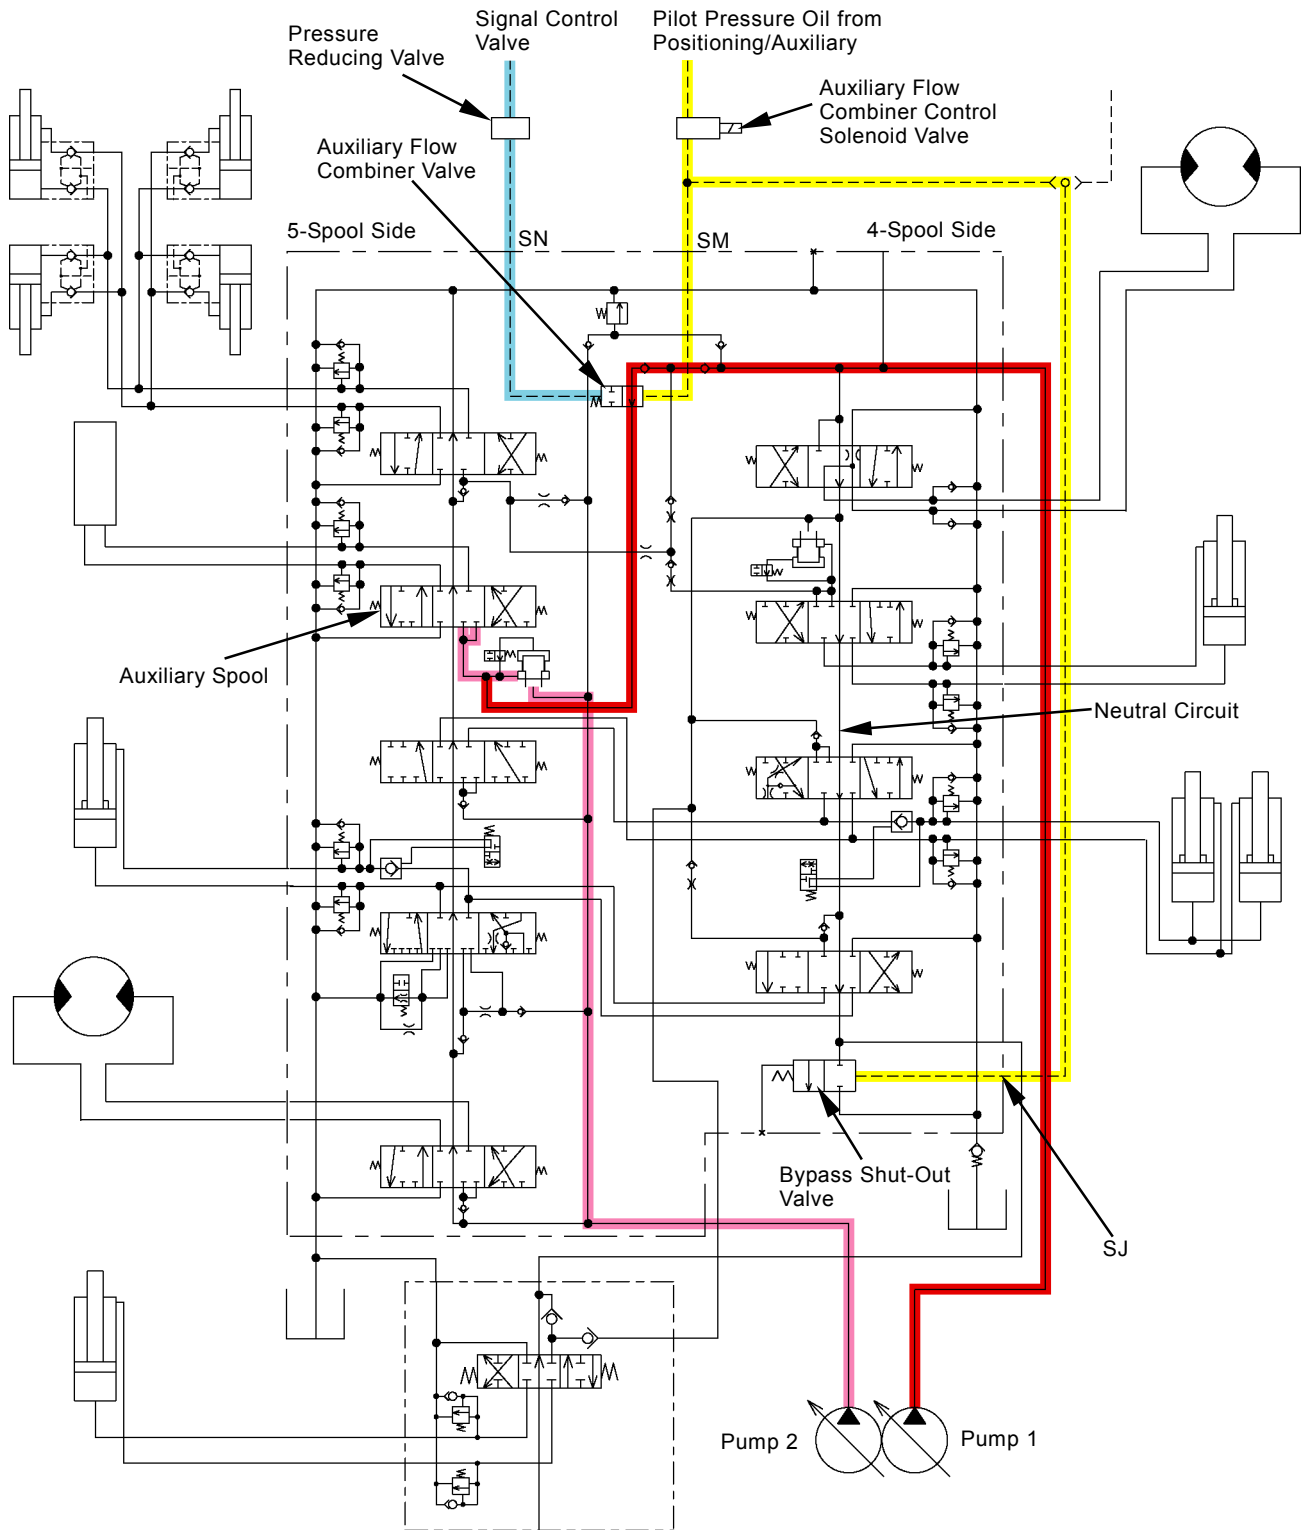 Signal Control
Valve
Pilot Pressure Oil from
Positioning/Auxiliary
Pressure
Reducing Valve
Auxiliary Flow
Combiner Control
Solenoid Valve
Auxiliary Flow
Combiner Valve
5-Spool Side
SN
SM
4-Spool Side
Auxiliary Spool
Neutral Circuit
Bypass Shut-Out
Valve
SJ
Pump 2
Pump 1